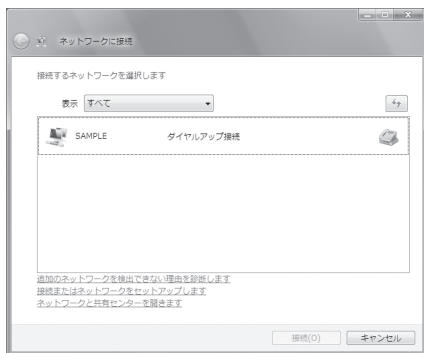 ネットワークに接続
接続するネットワークを選択します
表示 すべて
SAMPLE ダイヤルアップ接続
追加のネットワークを検出できない理由を診断します
接続またはネットワークをセットアップします
ネットワークと共有センターを開きます
接続(O) キャンセル